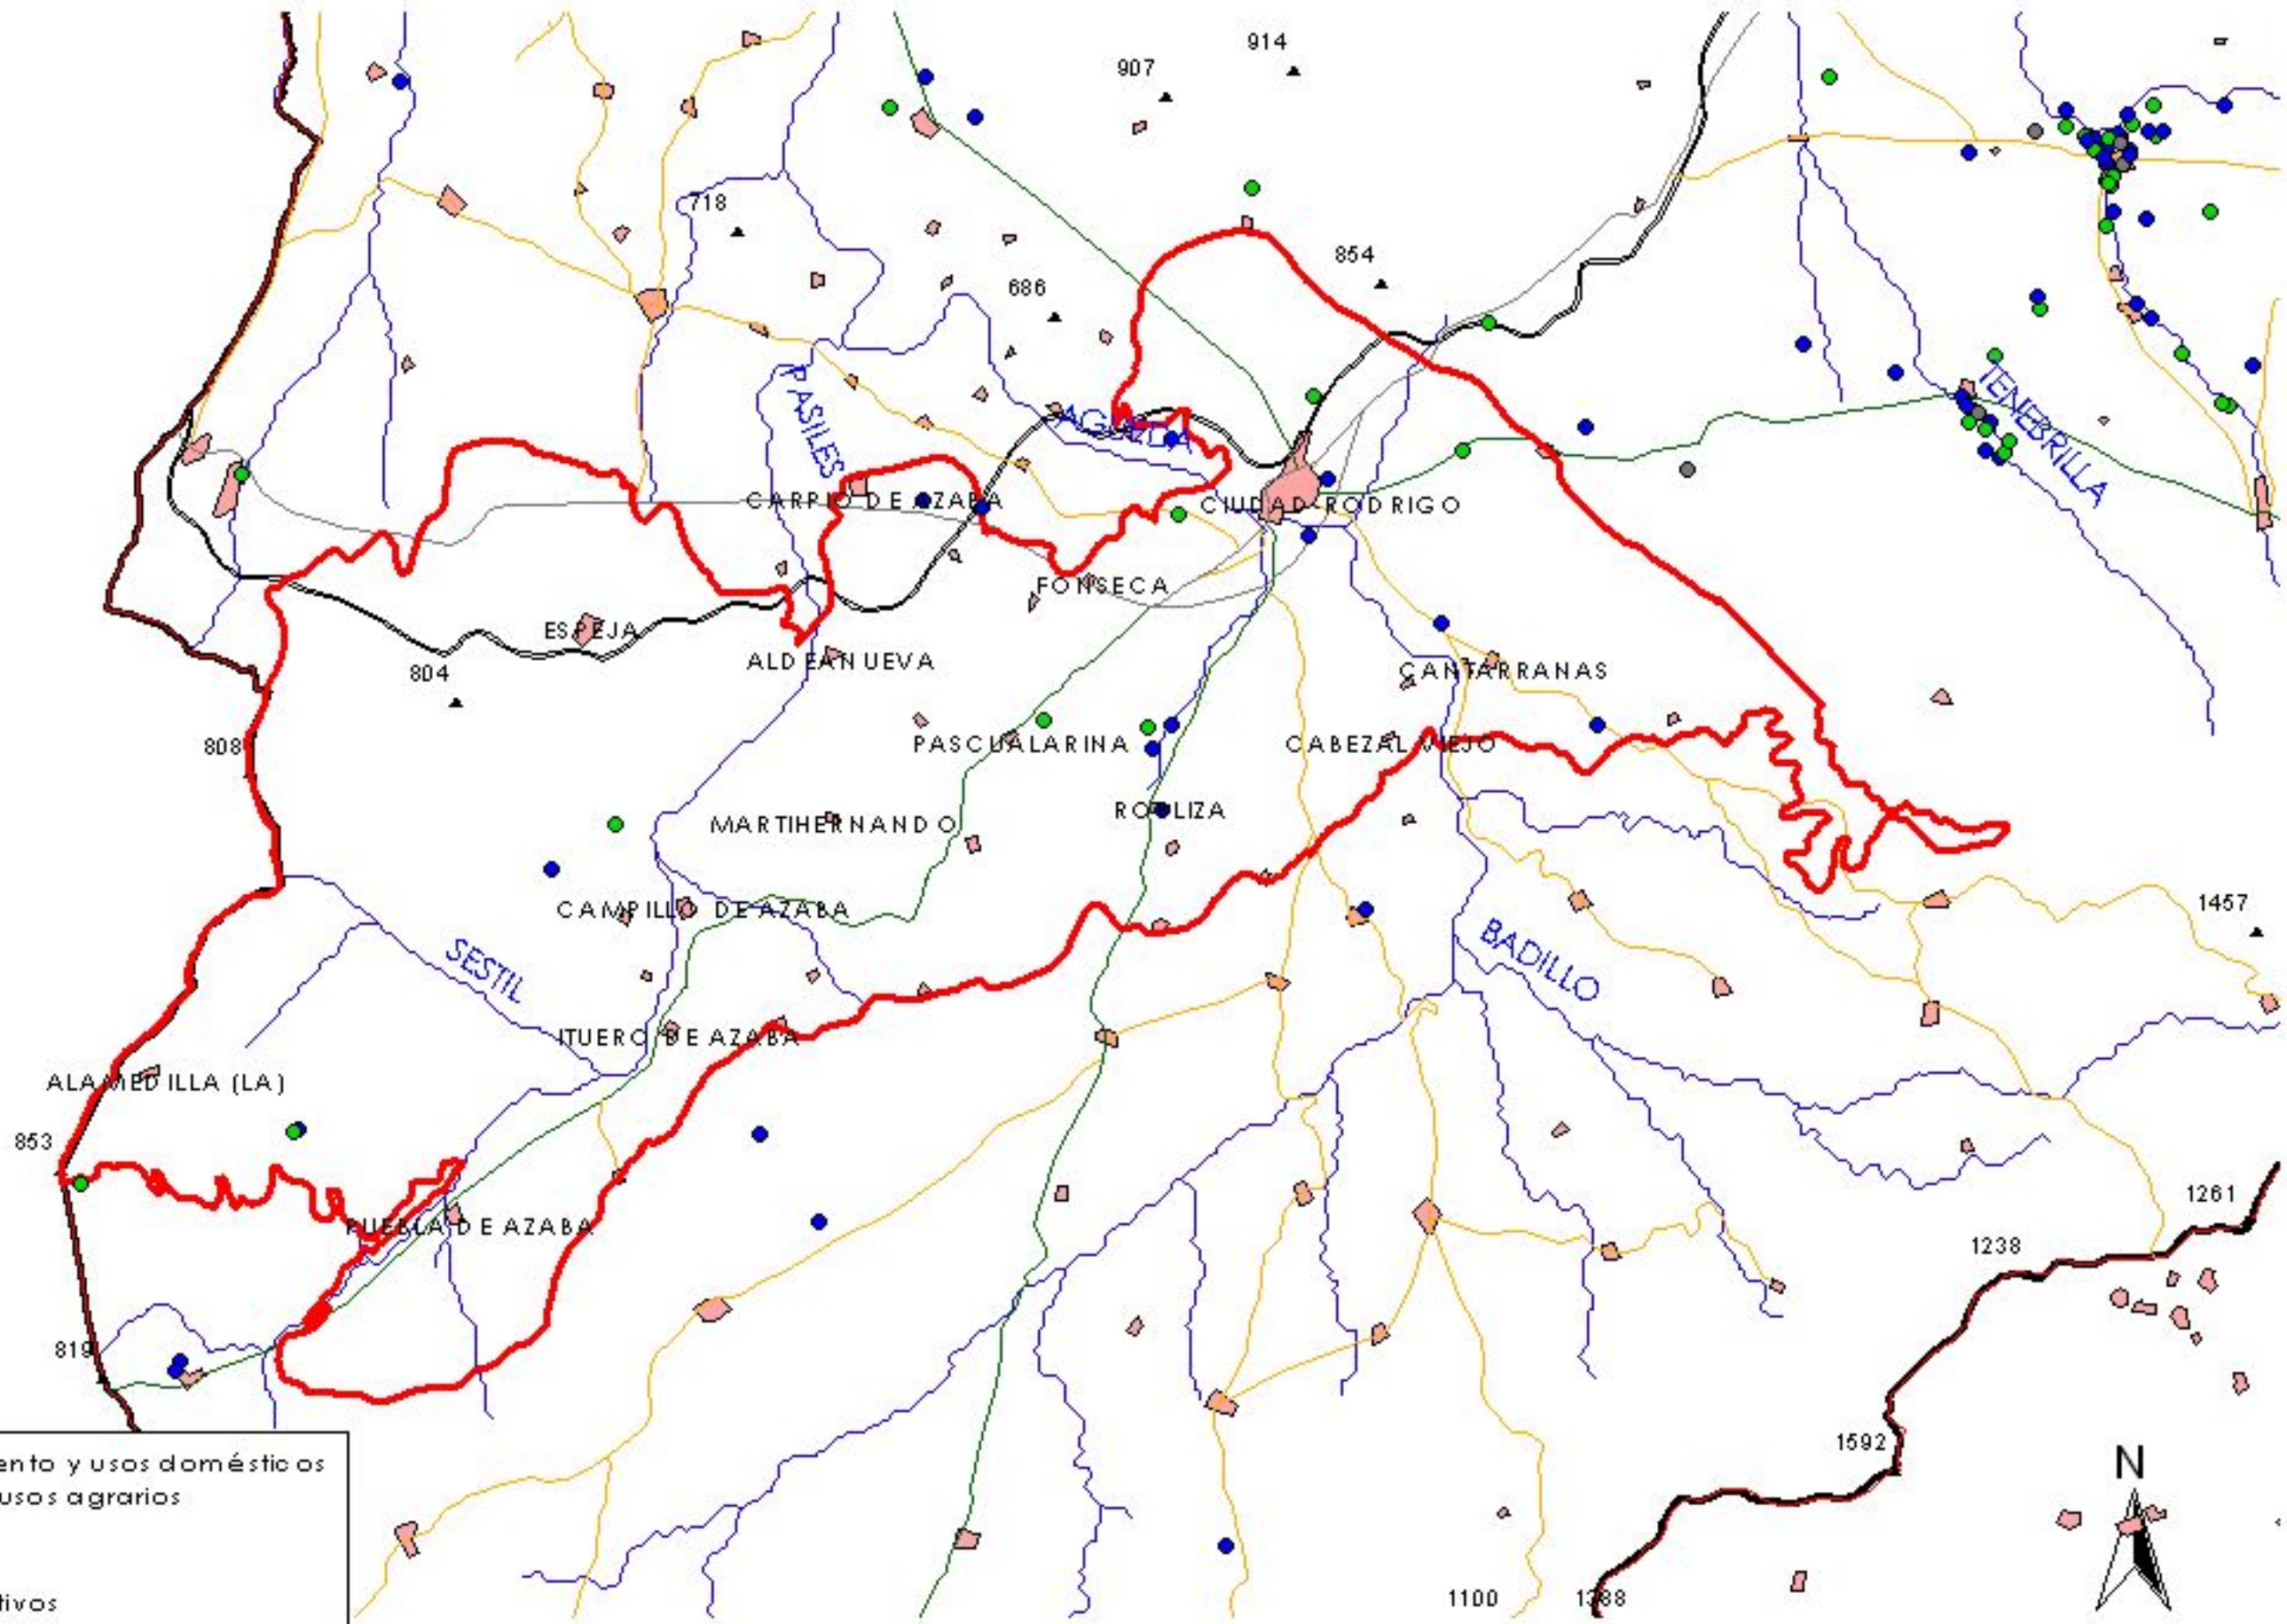 914
907
854
718
686
PASILES
AGUEDA
TENEBRILLA
CARPIO DE AZABA
CIUDAD-RODRIGO
FONSECA
ESPEJA
ALDEANUEVA
CANTARRANAS
804
808
PASCUALARINA
CABEZAL VIEJO
MARTIHERNANDO
CAMPILLO DE AZABA
1457
SESTIL
BADILLO
ITUERO DE AZABA
ALAMEDILLA (LA)
853
PUEBLA DE AZABA
1261
1238
819
1592
N
ento y usos domésticos
usos agrarios
tivos
1100
1388